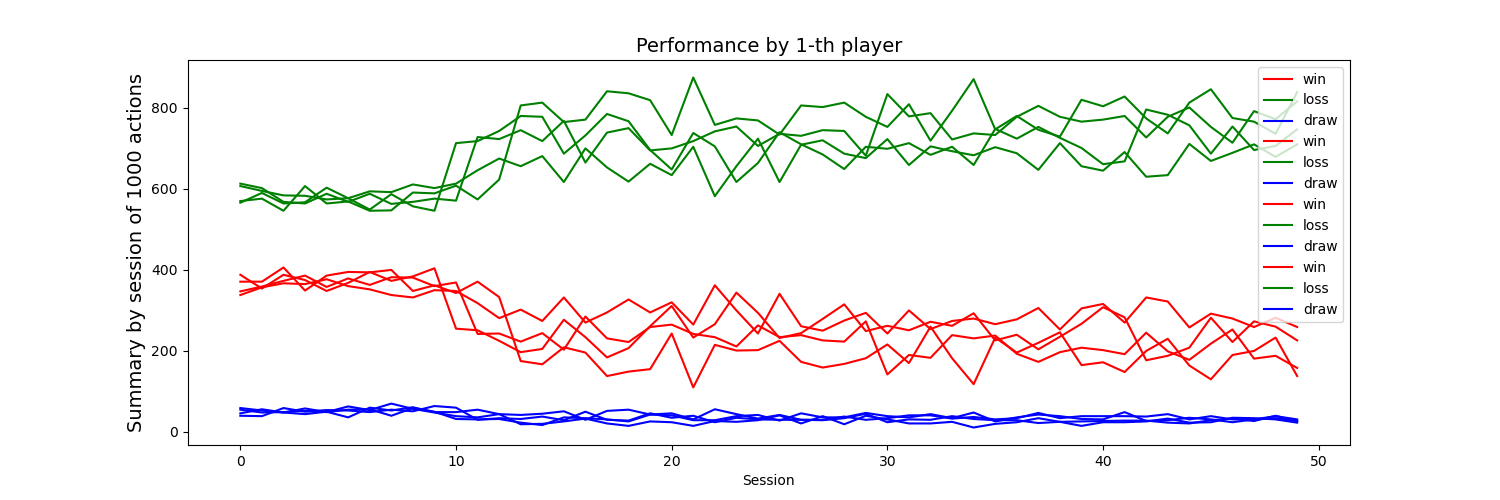 Performance by 1-th player
Summary by session of 1000 actions
800
600
400
200
0
0 10 20 30 40 50
Session
win
loss
draw
win
loss
draw
win
loss
draw
win
loss
draw